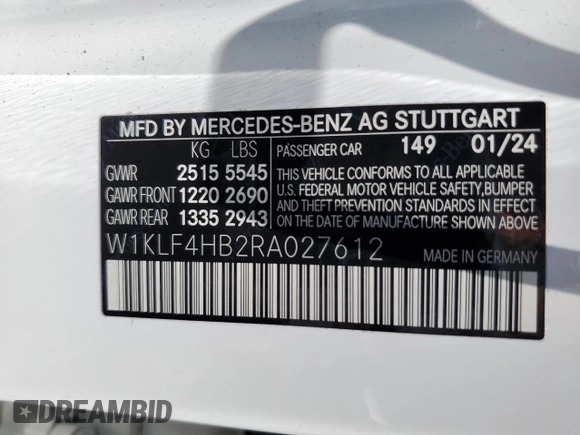 MFD BY MERCEDES-BENZ AG STUTTGART
KG LBS PASSENGER CAR 149 01/24
GVWR 2515 5545
GAWR FRONT 1220 2690
GAWR REAR 1335 2943
THIS VEHICLE CONFORMS TO ALL APPLICABLE
U.S. FEDERAL MOTOR VEHICLE SAFETY, BUMPER
AND THEFT PREVENTION STANDARDS IN EFFECT
ON THE DATE OF MANUFACTURE SHOWN ABOVE.
W1KLF4HB2RA027612 MADE IN GERMANY
DREAMBID